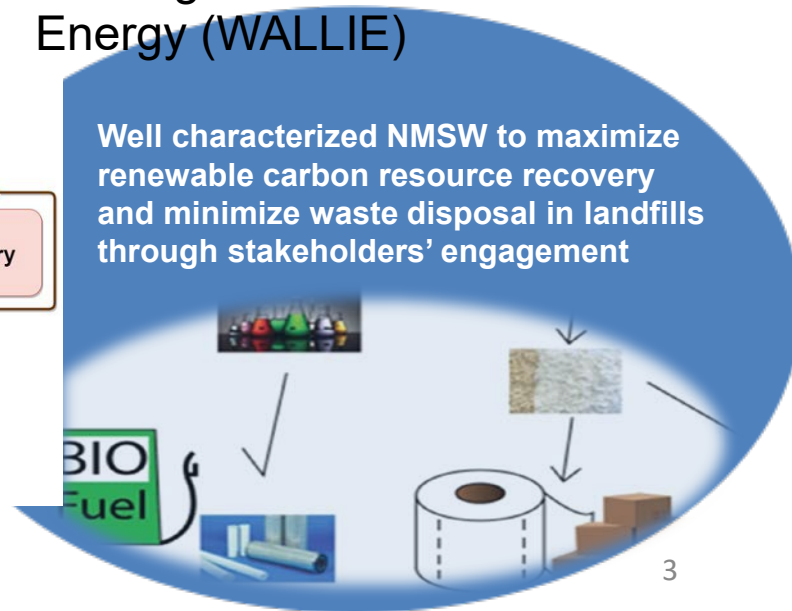 Energy (WALLIE)
Well characterized NMSW to maximize
renewable carbon resource recovery
and minimize waste disposal in landfills
through stakeholders’ engagement
ry
BIO
Fuel
3